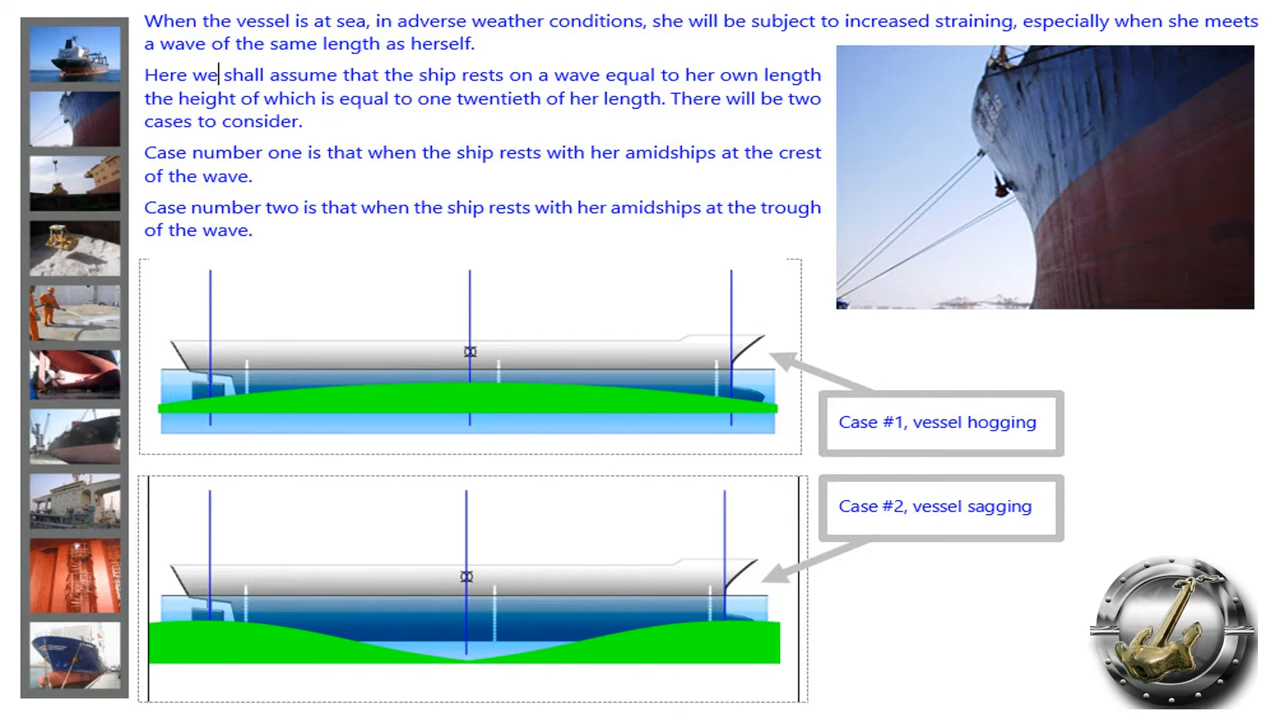 When the vessel is at sea, in adverse weather conditions, she will be subject to increased straining, especially when she meets
a wave of the same length as herself.
Here we shall assume that the ship rests on a wave equal to her own length
the height of which is equal to one twentieth of her length. There will be two
cases to consider.
Case number one is that when the ship rests with her amidships at the crest
of the wave.
Case number two is that when the ship rests with her amidships at the trough
of the wave.
Case #1, vessel hogging
Case #2, vessel sagging